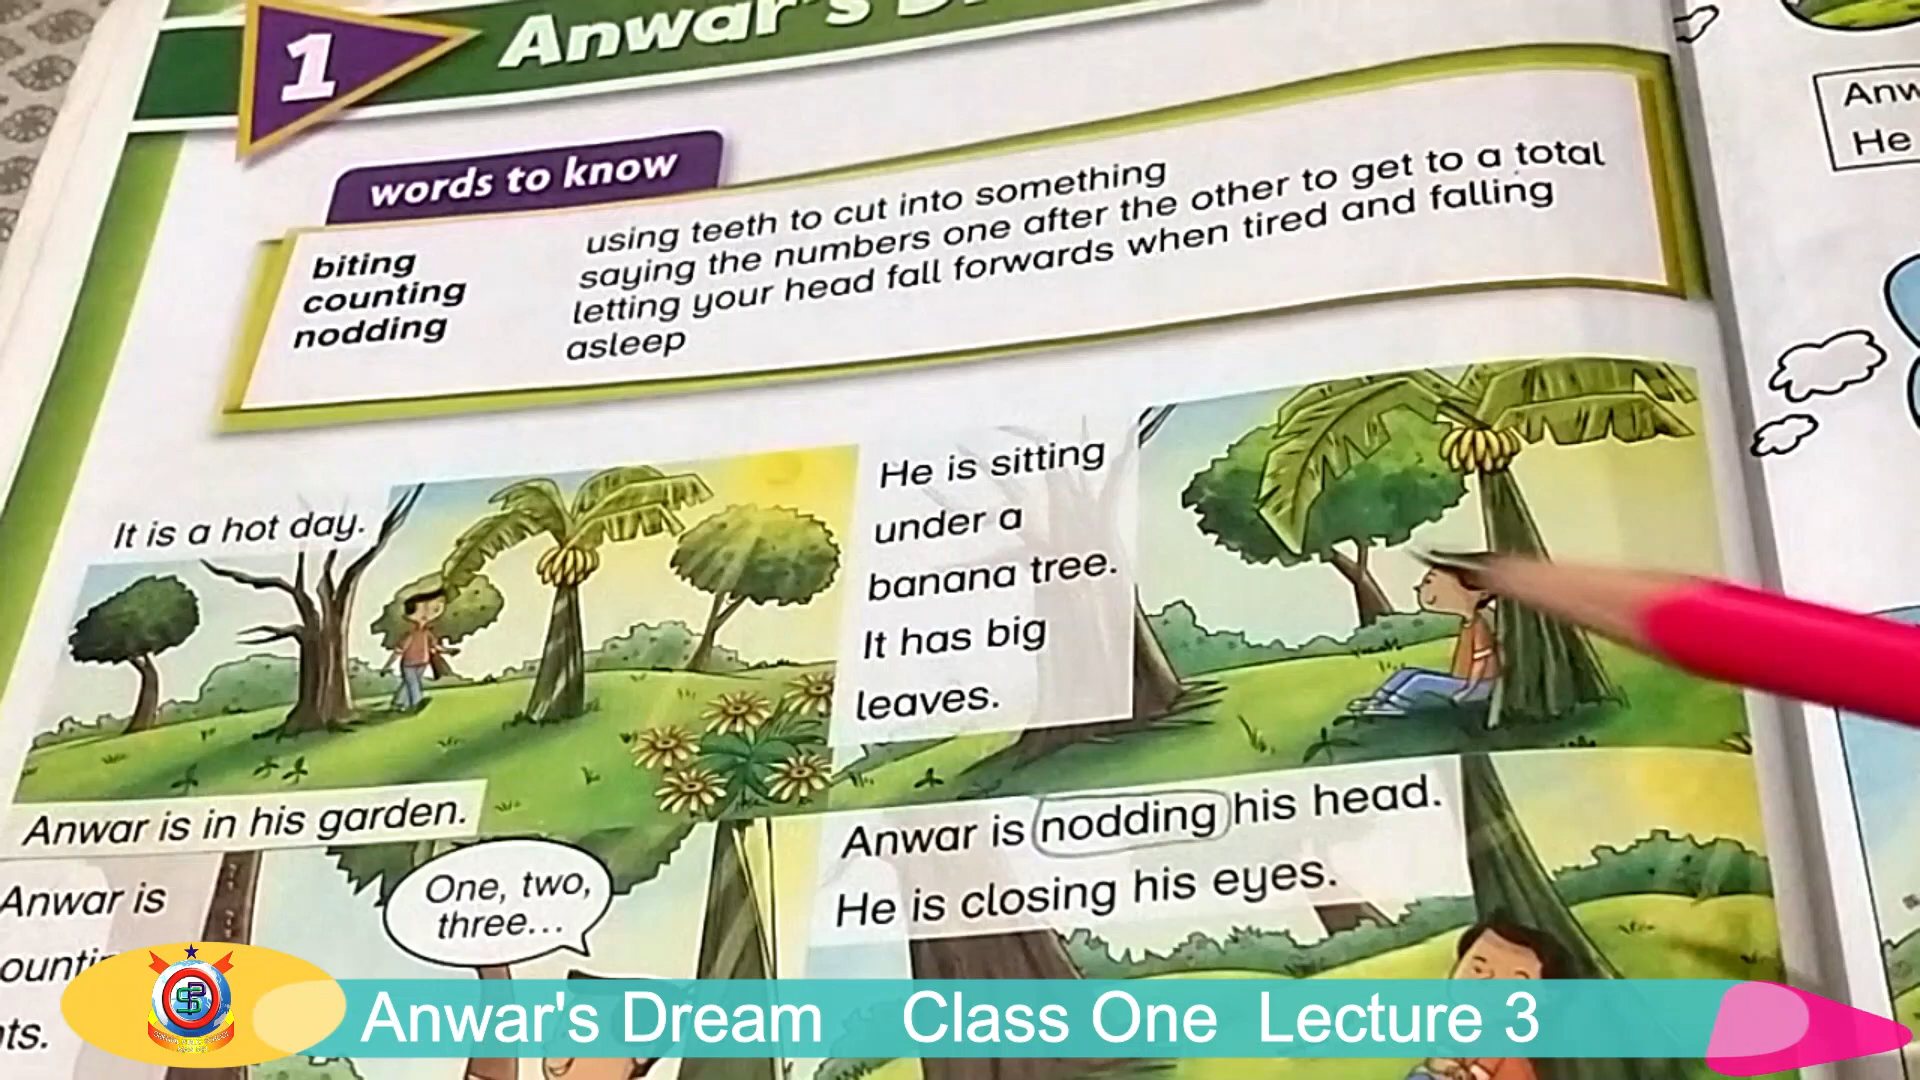 1
Anwar's
words to know
biting using teeth to cut into something
counting saying the numbers one after the other to get to a total
nodding letting your head fall forwards when tired and falling
asleep
It is a hot day.
Anwar is in his garden.
He is sitting
under a
banana tree.
It has big
leaves.
Anwar is
One, two,
three...
Anwar is nodding his head.
He is closing his eyes.
He
Anwar's Dream Class One Lecture 3